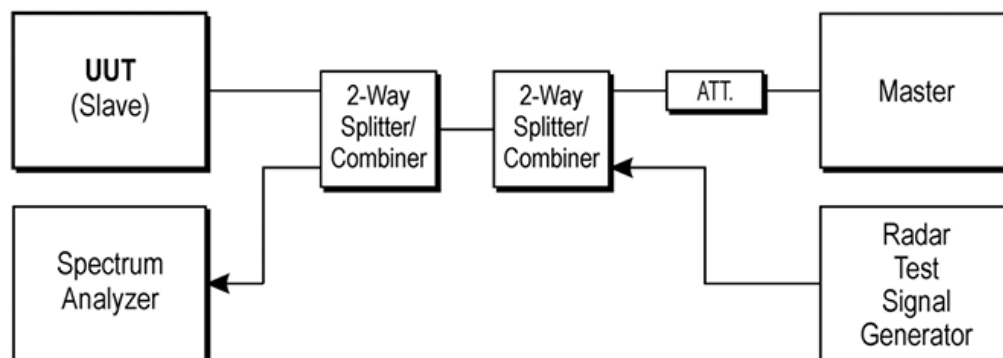 UUT
(Slave)
2-Way
Splitter/
Combiner
2-Way
Splitter/
Combiner
ATT.
Master
Spectrum
Analyzer
Radar
Test
Signal
Generator